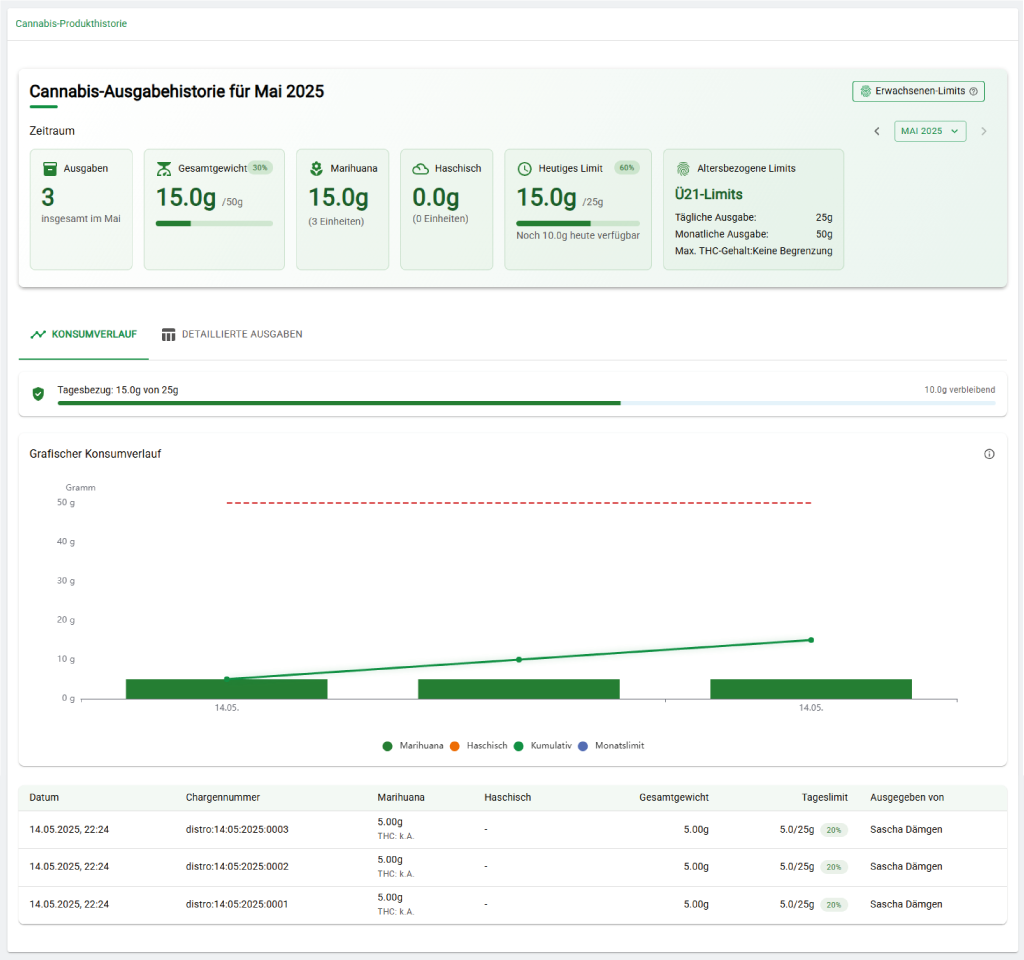 Cannabis-Produkthistorie
Cannabis-Ausgabehistorie für Mai 2025
Erwachsenen-Limits
Zeitraum
MAI 2025
Ausgaben
3
insgesamt im Mai
Gesamtgewicht 30%
15.0g /50g
Marihuana
15.0g
(3 Einheiten)
Haschisch
0.0g
(0 Einheiten)
Heutiges Limit 60%
15.0g /25g
Noch 10.0g heute verfügbar
Altersbezogene Limits
Ü21-Limits
Tägliche Ausgabe: 25g
Monatliche Ausgabe: 50g
Max. THC-Gehalt:Keine Begrenzung
KONSUMVERLAUF DETAILLIERTE AUSGABEN
Tagesbezug: 15.0g von 25g 10.0g verbleibend
Grafischer Konsumverlauf
Gramm
50 g
40 g
30 g
20 g
10 g
0 g
14.05. 14.05.
Marihuana Haschisch Kumulativ Monatslimit
Datum Chargennummer Marihuana Haschisch Gesamtgewicht Tageslimit Ausgegeben von
14.05.2025, 22:24 distro:14:05:2025:0003 5.00g - 5.00g 5.0/25g 20% Sascha Dämgen
THC: k.A.
14.05.2025, 22:24 distro:14:05:2025:0002 5.00g - 5.00g 5.0/25g 20% Sascha Dämgen
THC: k.A.
14.05.2025, 22:24 distro:14:05:2025:0001 5.00g - 5.00g 5.0/25g 20% Sascha Dämgen
THC: k.A.